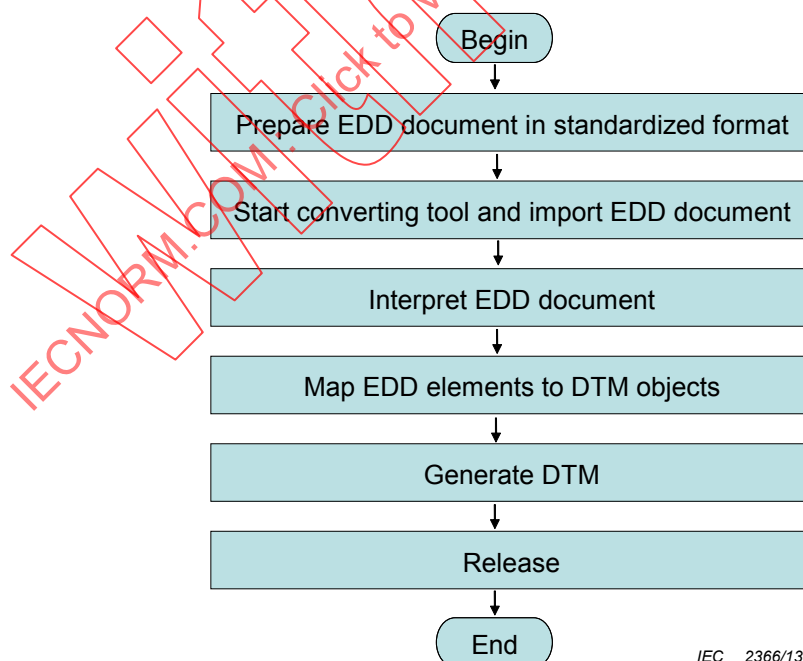 Begin
Prepare EDD document in standardized format
Start converting tool and import EDD document
Interpret EDD document
Map EDD elements to DTM objects
Generate DTM
Release
End
IEC 2366/13
IECNORM.COM : Click to